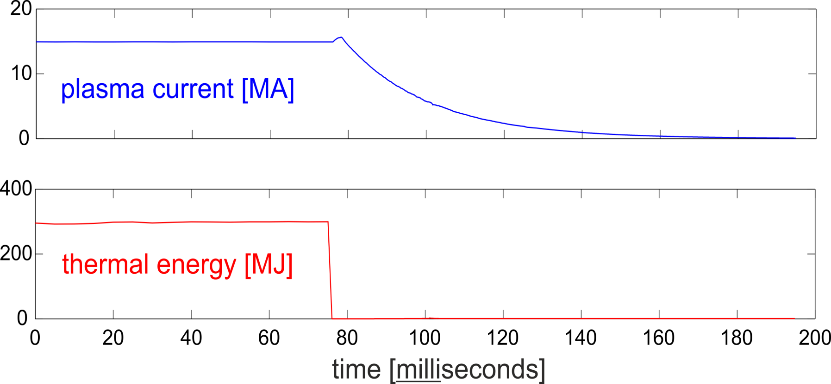 20
10
0
plasma current [MA]
400
200
0
thermal energy [MJ]
0 20 40 60 80 100 120 140 160 180 200
time [milliseconds]